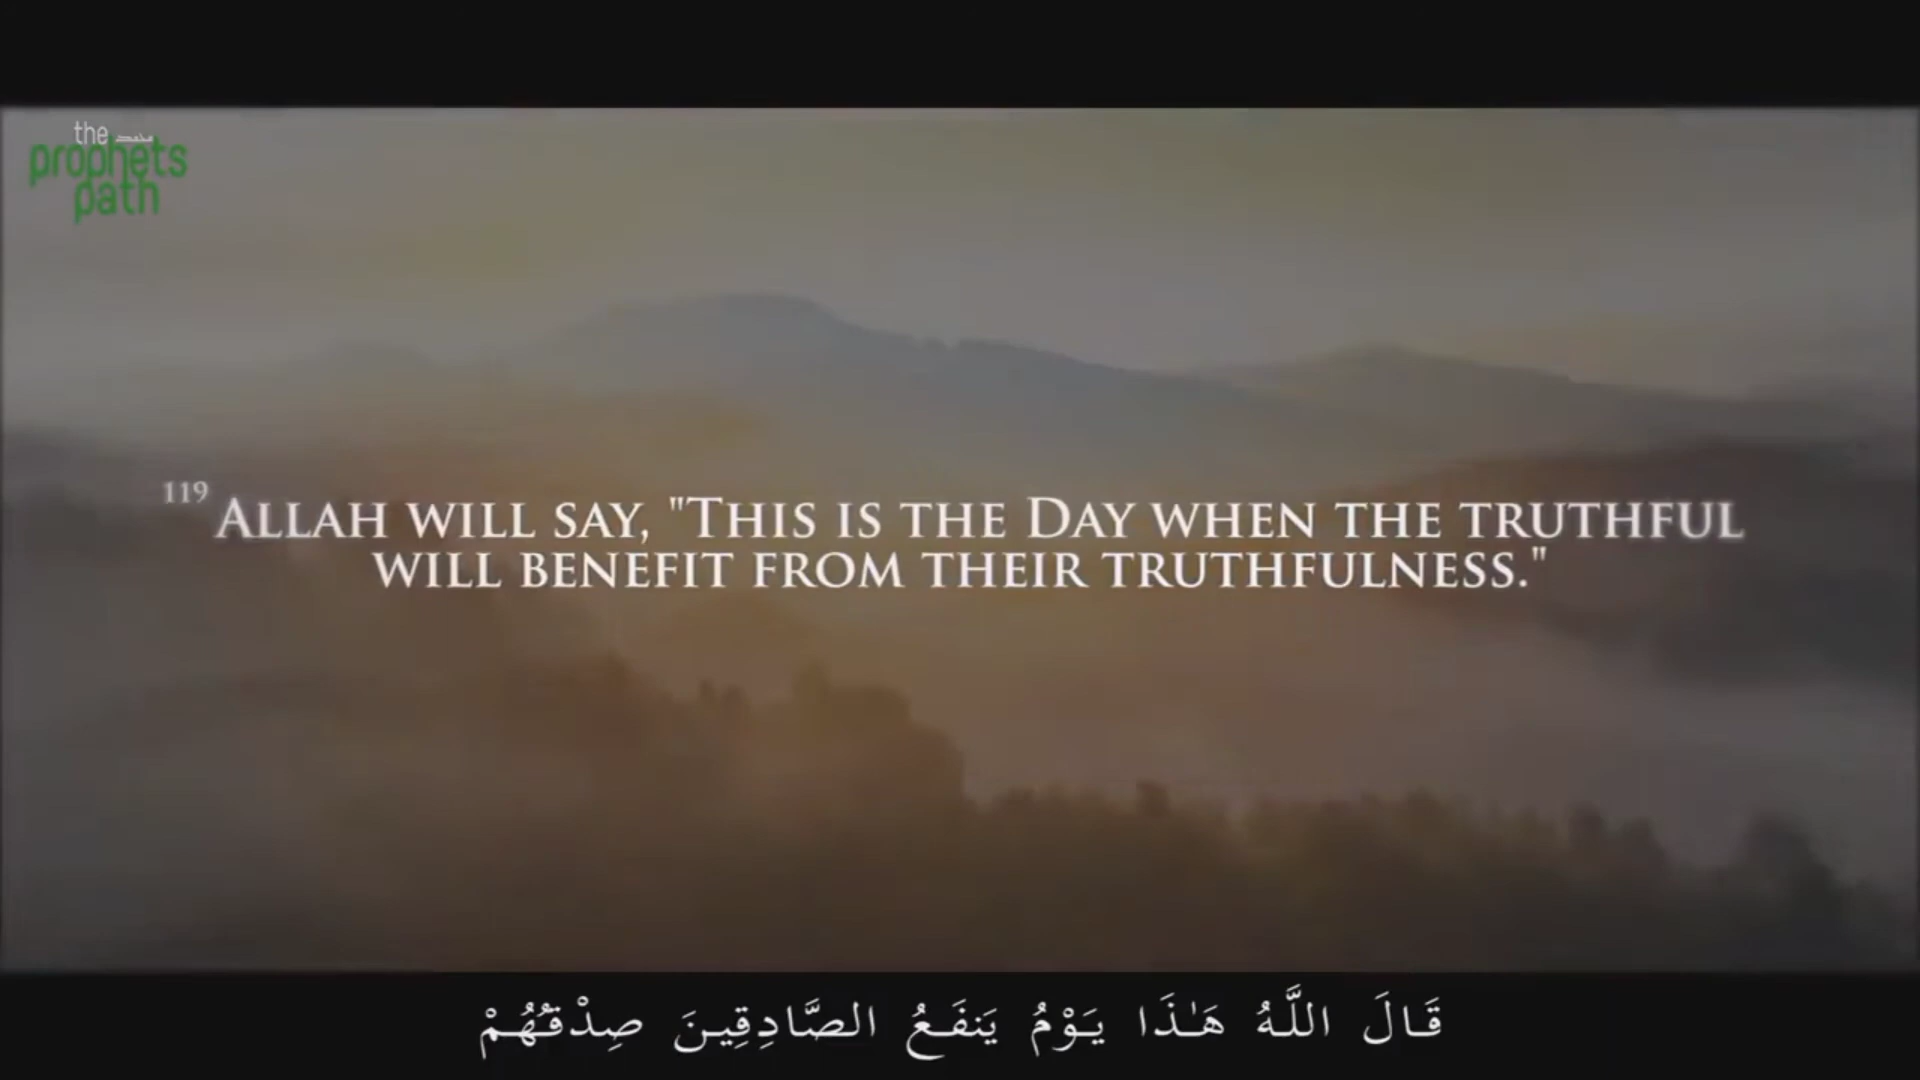 the محمد
prophets
path
119 ALLAH WILL SAY, "THIS IS THE DAY WHEN THE TRUTHFUL
WILL BENEFIT FROM THEIR TRUTHFULNESS."
قَالَ اللَّهُ هَٰذَا يَوْمُ يَنفَعُ الصَّادِقِينَ صِدْقُهُمْ